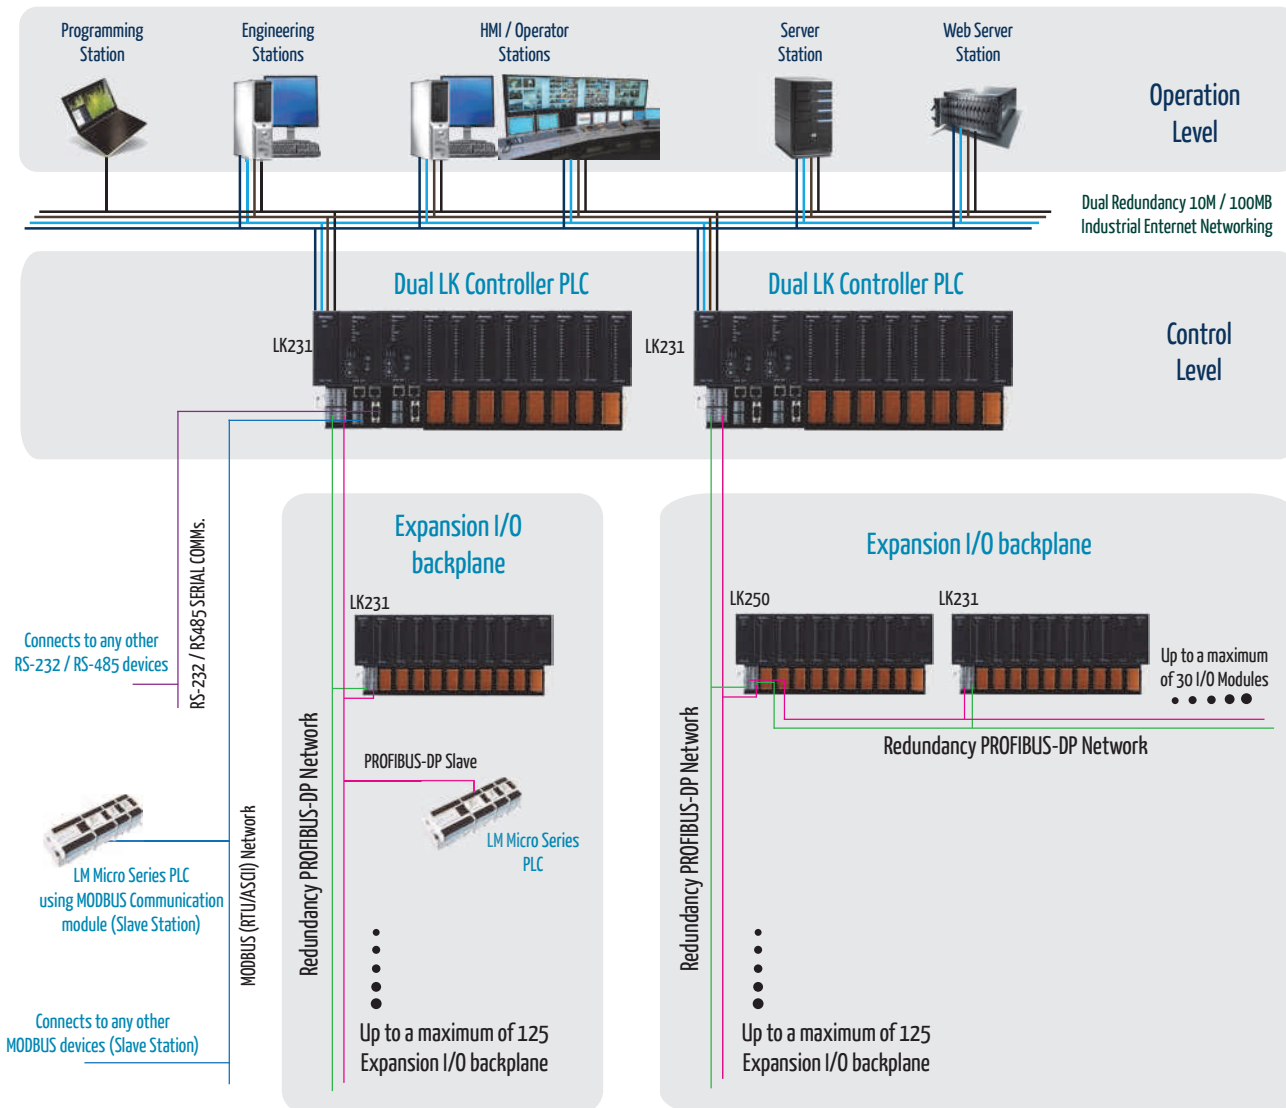 Programming
Station
Engineering
Stations
HMI / Operator
Stations
Server
Station
Web Server
Station
Operation
Level
Dual Redundancy 10M / 100MB
Industrial Enternet Networking
Dual LK Controller PLC
Dual LK Controller PLC
LK231
LK231
Control
Level
Expansion I/O
backplane
Expansion I/O backplane
LK231
LK250
LK231
RS-232 / RS485 SERIAL COMMs.
Connects to any other
RS-232 / RS-485 devices
Up to a maximum
of 30 I/O Modules
Redundancy PROFIBUS-DP Network
Redundancy PROFIBUS-DP Network
Redundancy PROFIBUS-DP Network
PROFIBUS-DP Slave
LM Micro Series
PLC
MODBUS (RTU/ASCII) Network
LM Micro Series PLC
using MODBUS Communication
module (Slave Station)
Connects to any other
MODBUS devices (Slave Station)
Up to a maximum of 125
Expansion I/O backplane
Up to a maximum of 125
Expansion I/O backplane